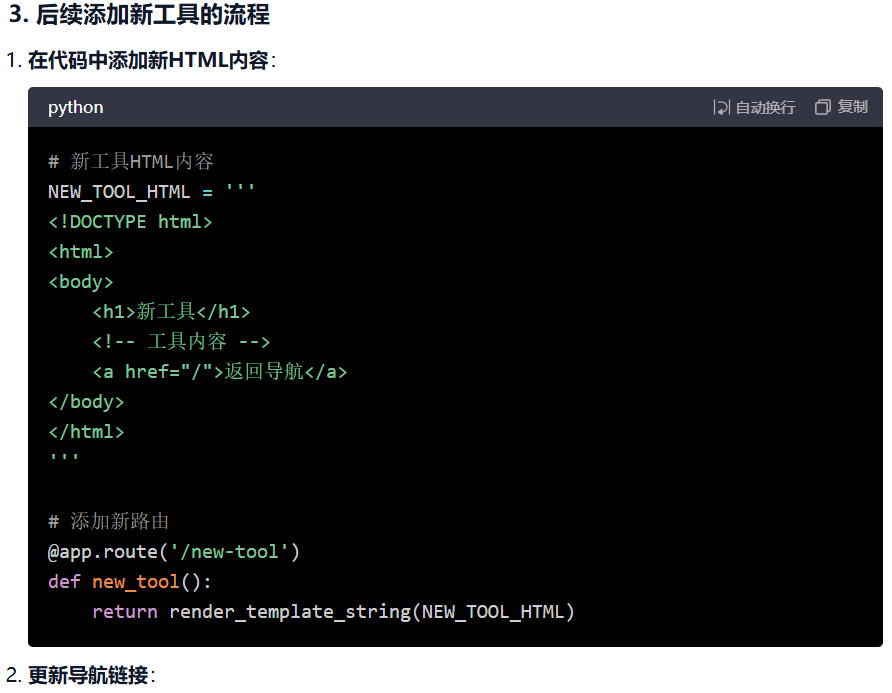 3. 后续添加新工具的流程
1. 在代码中添加新HTML内容:
python 自动换行 复制
# 新工具HTML内容
NEW_TOOL_HTML = '''
<!DOCTYPE html>
<html>
<body>
    <h1>新工具</h1>
    <!-- 工具内容 -->
    <a href="/">返回导航</a>
</body>
</html>
'''
# 添加新路由
@app.route('/new-tool')
def new_tool():
    return render_template_string(NEW_TOOL_HTML)
2. 更新导航链接: